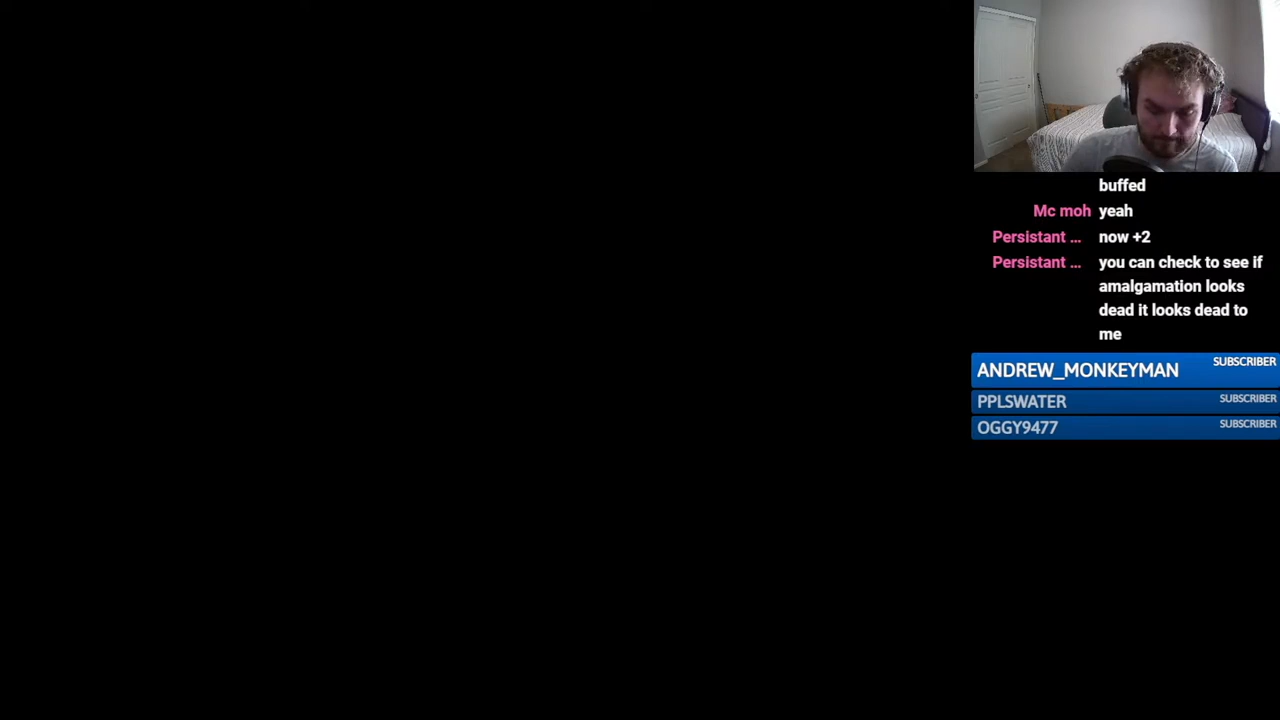 buffed
Mc moh yeah
Persistant ... now +2
Persistant ... you can check to see if
amalgamation looks
dead it looks dead to
me
ANDREW_MONKEYMAN SUBSCRIBER
PPLSWATER SUBSCRIBER
OGGY9477 SUBSCRIBER